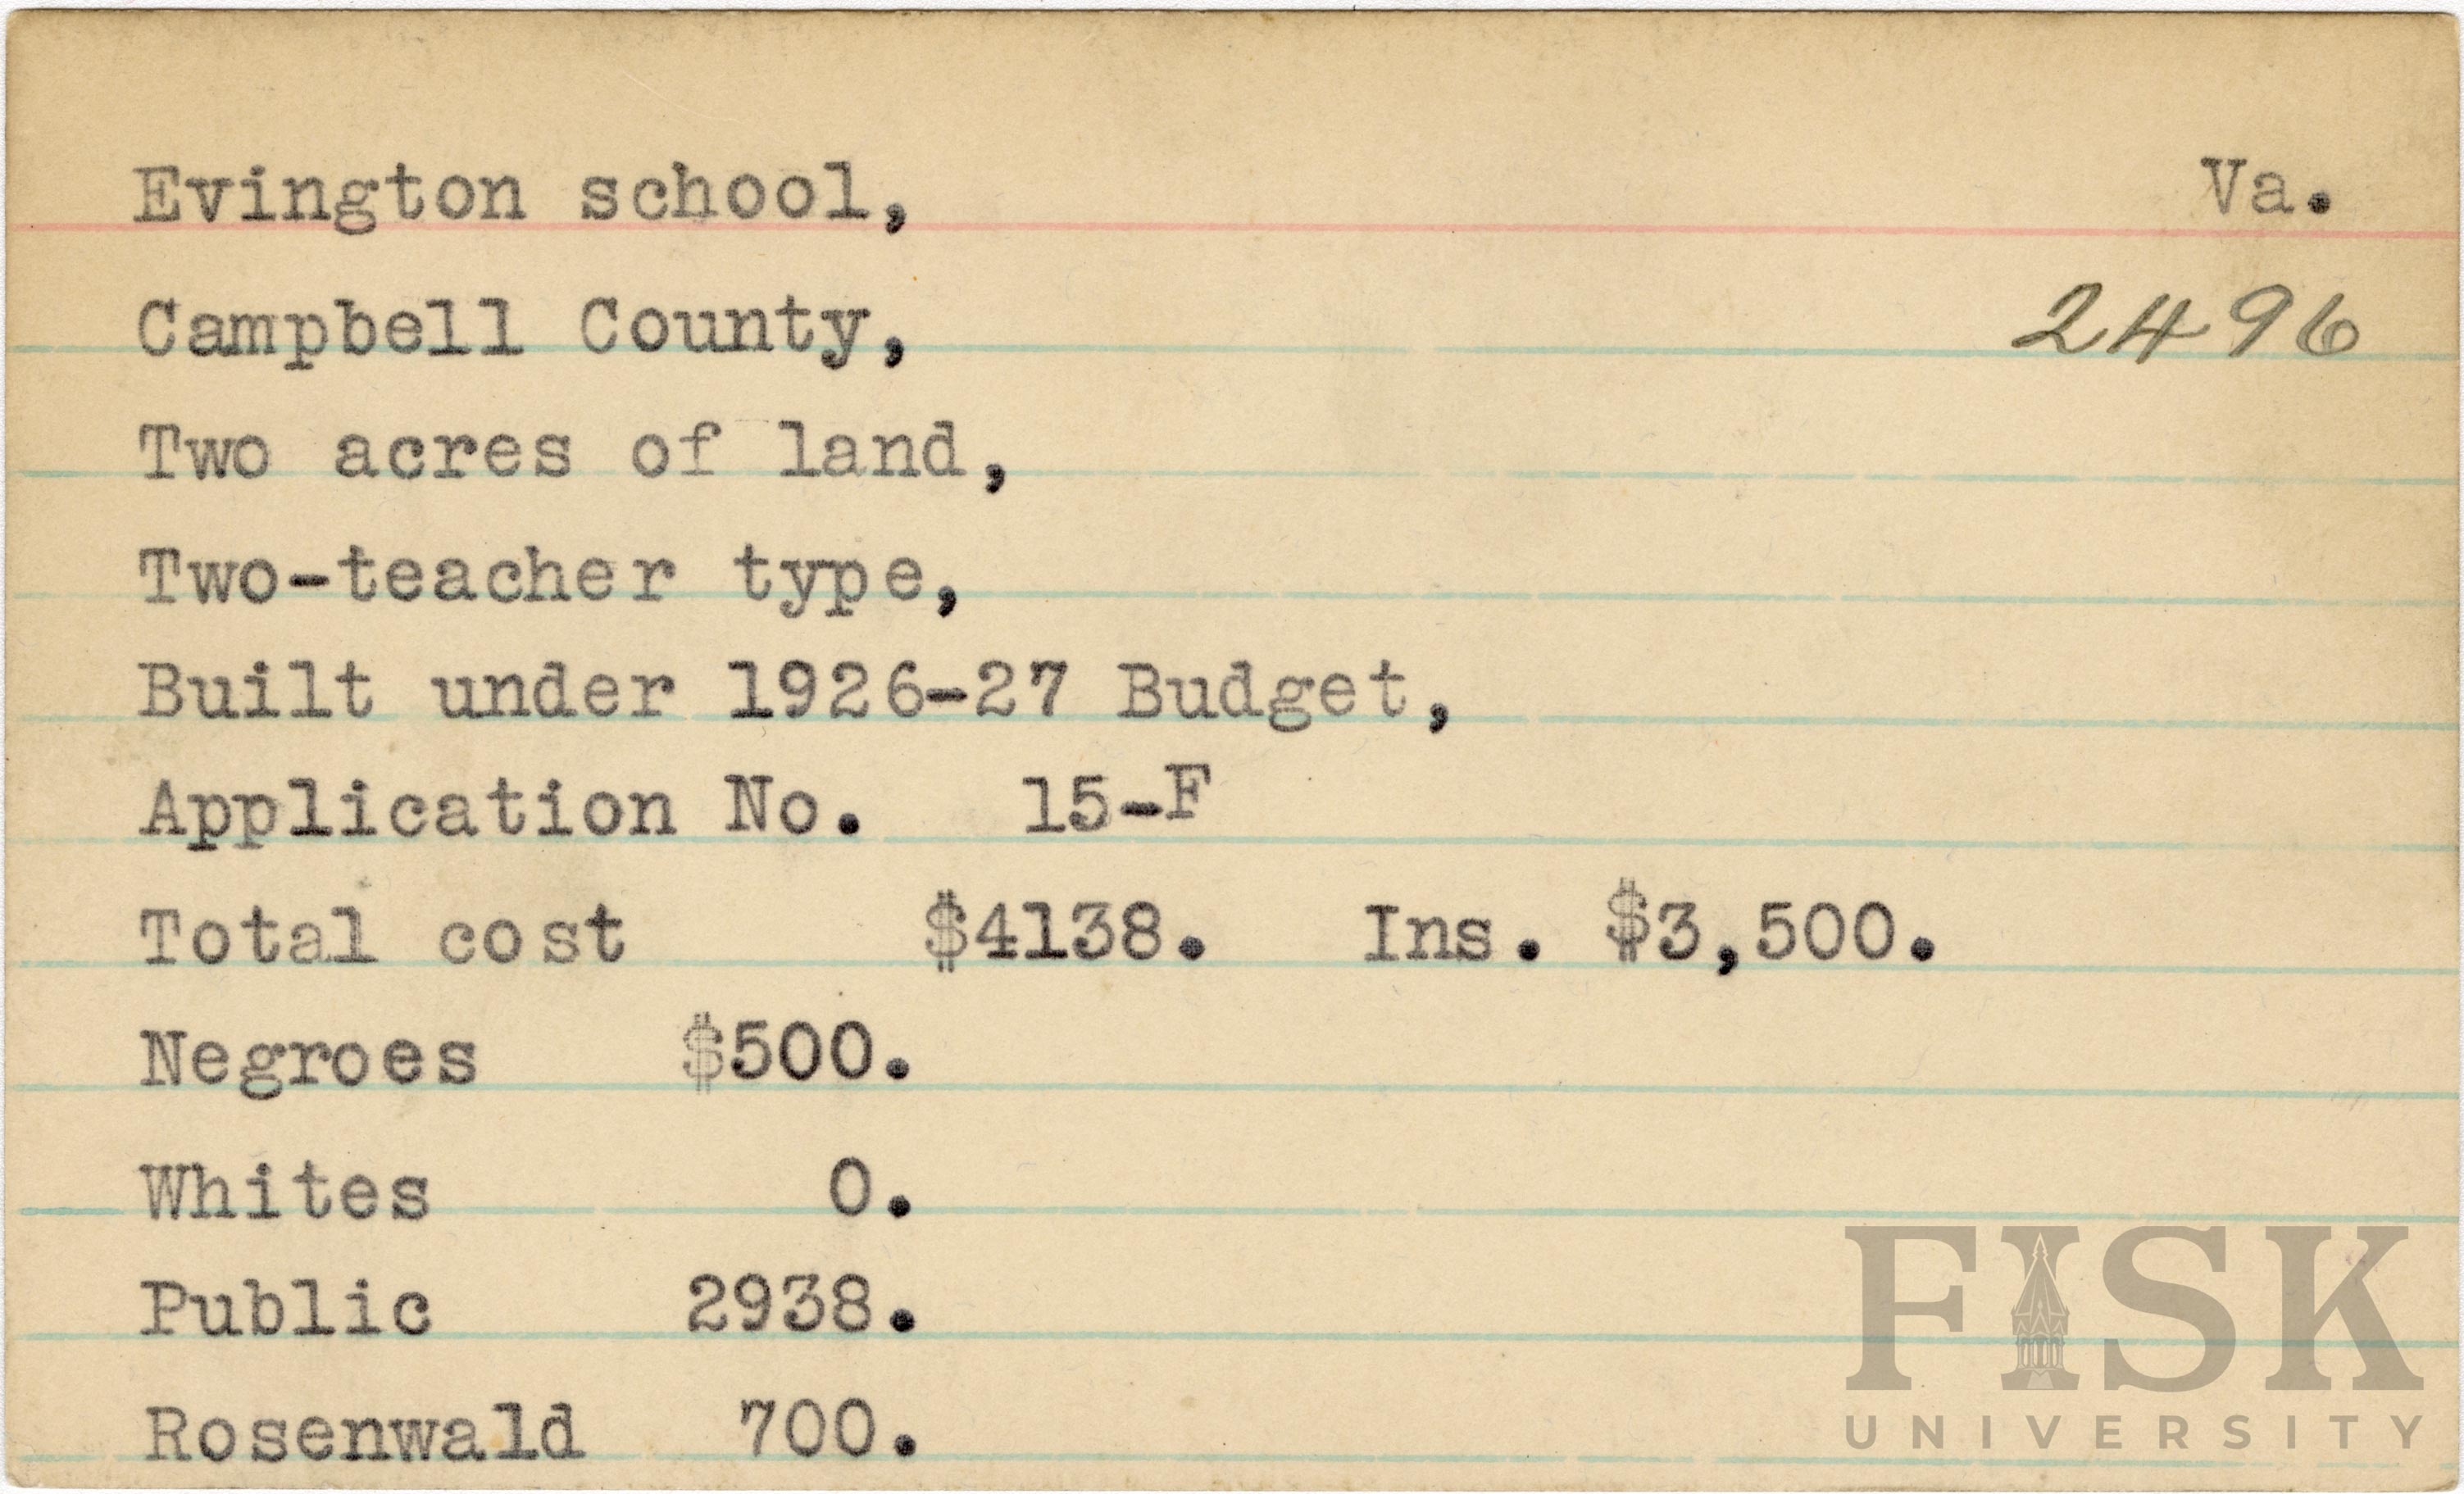 Evington school, Va.
Campbell County, 2496
Two acres of land,
Two-teacher type,
Built under 1926-27 Budget,
Application No. 15-F
Total cost $4138. Ins. $3,500.
Negroes $500.
Whites 0.
Public 2938.
Rosenwald 700.
FISK
UNIVERSITY